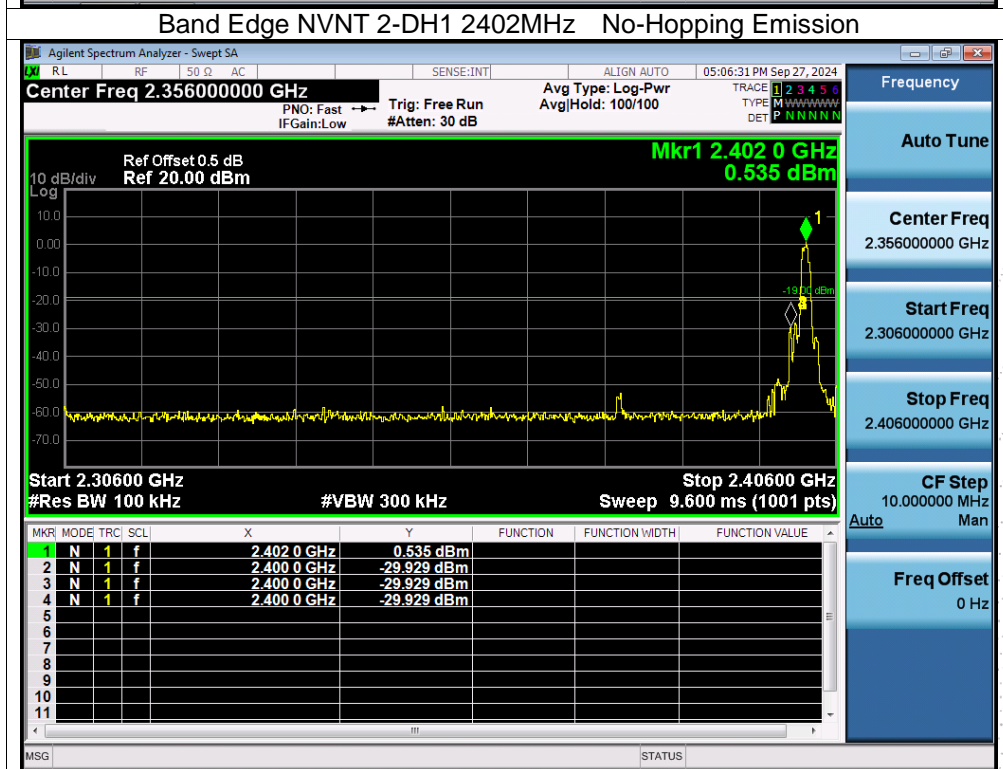 Band Edge NVNT 2-DH1 2402MHz No-Hopping Emission
Agilent Spectrum Analyzer - Swept SA
LXI RL RF 50 Ω AC SENSE:INT ALIGN AUTO 05:06:31 PM Sep 27, 2024
Center Freq 2.356000000 GHz
PNO: Fast
IFGain:Low
Trig: Free Run
#Atten: 30 dB
Avg Type: Log-Pwr
Avg|Hold: 100/100
TRACE 1 2 3 4 5 6
TYPE M WWWWW
DET P N N N N N
Ref Offset 0.5 dB
10 dB/div Ref 20.00 dBm
Log
Mkr1 2.402 0 GHz
0.535 dBm
10.0
0.00
-10.0
-20.0
-30.0
-40.0
-50.0
-60.0
-70.0
1
-19.00 dBm
Start 2.30600 GHz Stop 2.40600 GHz
#Res BW 100 kHz #VBW 300 kHz Sweep 9.600 ms (1001 pts)
MKR MODE TRC SCL X Y FUNCTION FUNCTION WIDTH FUNCTION VALUE
1 N 1 f 2.402 0 GHz 0.535 dBm
2 N 1 f 2.400 0 GHz -29.929 dBm
3 N 1 f 2.400 0 GHz -29.929 dBm
4 N 1 f 2.400 0 GHz -29.929 dBm
5
6
7
8
9
10
11
MSG STATUS
Frequency
Auto Tune
Center Freq
2.356000000 GHz
Start Freq
2.306000000 GHz
Stop Freq
2.406000000 GHz
CF Step
10.000000 MHz
Auto Man
Freq Offset
0 Hz